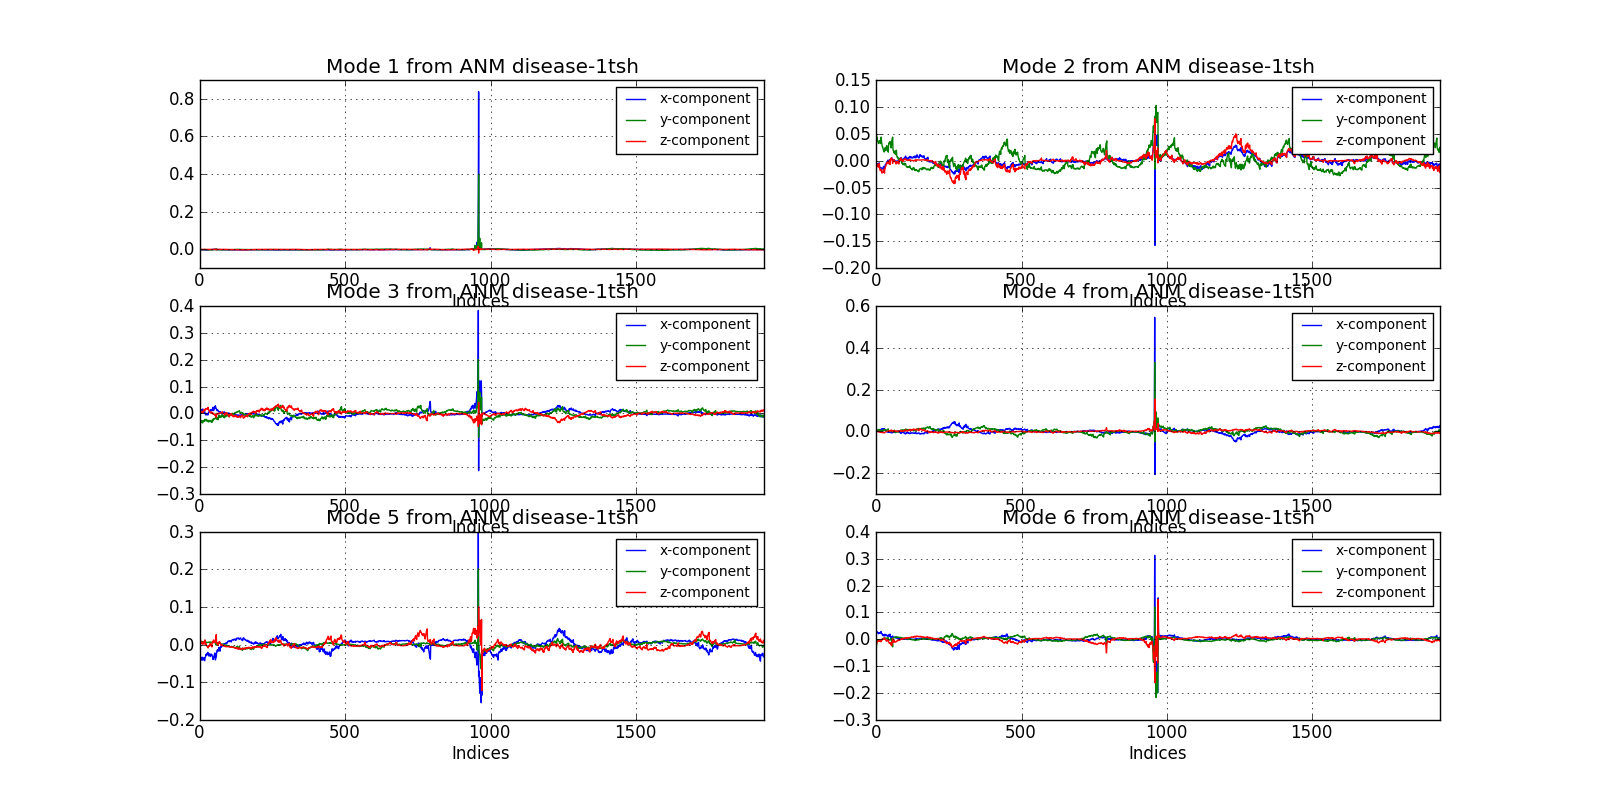 Mode 1 from ANM disease-1tsh
0.8
0.6
0.4
0.2
0.0
x-component
y-component
z-component
0
500
1000
1500
Indices
Mode 2 from ANM disease-1tsh
0.15
0.10
0.05
0.00
−0.05
−0.10
−0.15
−0.20
x-component
y-component
z-component
0
500
1000
1500
Indices
Mode 3 from ANM disease-1tsh
0.4
0.3
0.2
0.1
0.0
−0.1
−0.2
−0.3
x-component
y-component
z-component
0
500
1000
1500
Indices
Mode 4 from ANM disease-1tsh
0.6
0.4
0.2
0.0
−0.2
x-component
y-component
z-component
0
500
1000
1500
Indices
Mode 5 from ANM disease-1tsh
0.3
0.2
0.1
0.0
−0.1
−0.2
x-component
y-component
z-component
0
500
1000
1500
Indices
Mode 6 from ANM disease-1tsh
0.4
0.3
0.2
0.1
0.0
−0.1
−0.2
−0.3
x-component
y-component
z-component
0
500
1000
1500
Indices